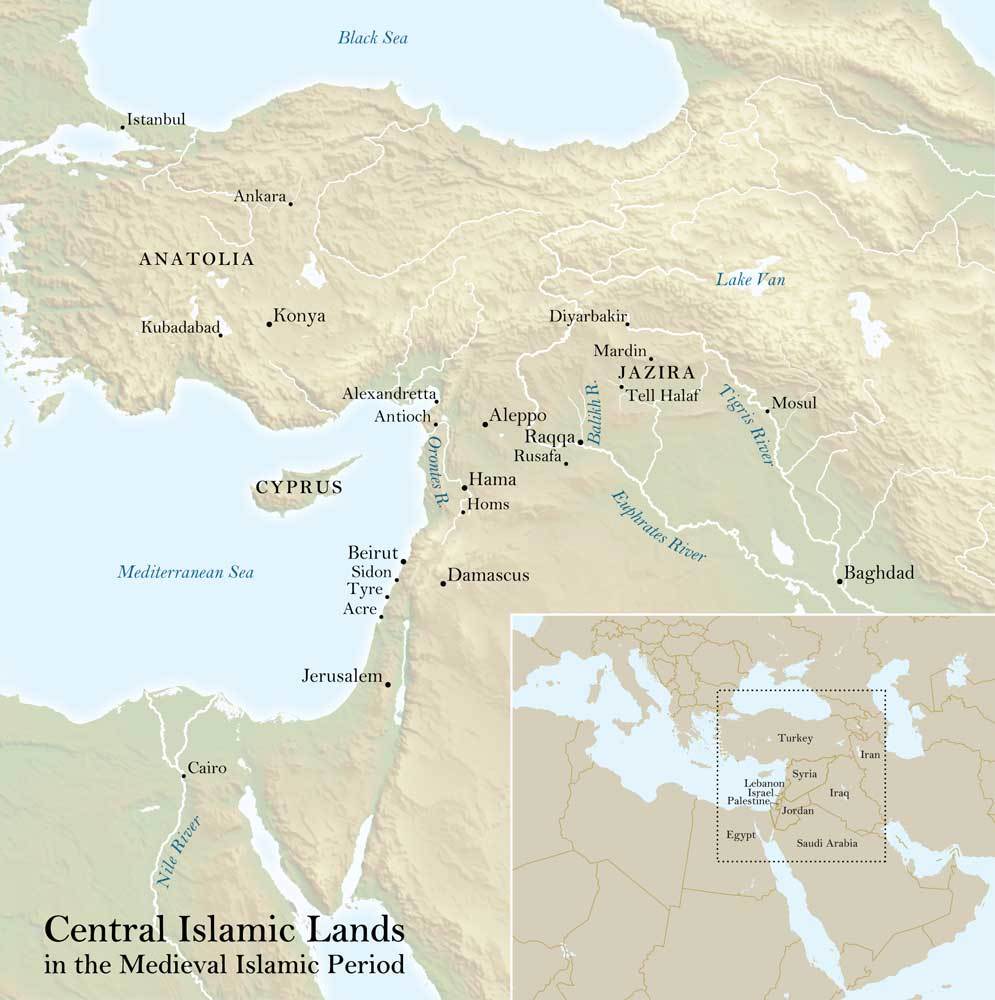 Black Sea
Istanbul
Ankara
ANATOLIA
Lake Van
Konya
Kubadabad
Diyarbakir
Mardin
JAZIRA
Alexandretta
Tell Halaf
Antioch
Aleppo
Balikh R.
Tigris River
Mosul
Raqqa
Orontes R.
Rusafa
CYPRUS
Hama
Homs
Euphrates River
Beirut
Mediterranean Sea
Sidon
Damascus
Baghdad
Tyre
Acre
Jerusalem
Cairo
Nile River
Turkey
Iran
Syria
Lebanon
Israel
Iraq
Palestine
Jordan
Egypt
Saudi Arabia
Central Islamic Lands
in the Medieval Islamic Period